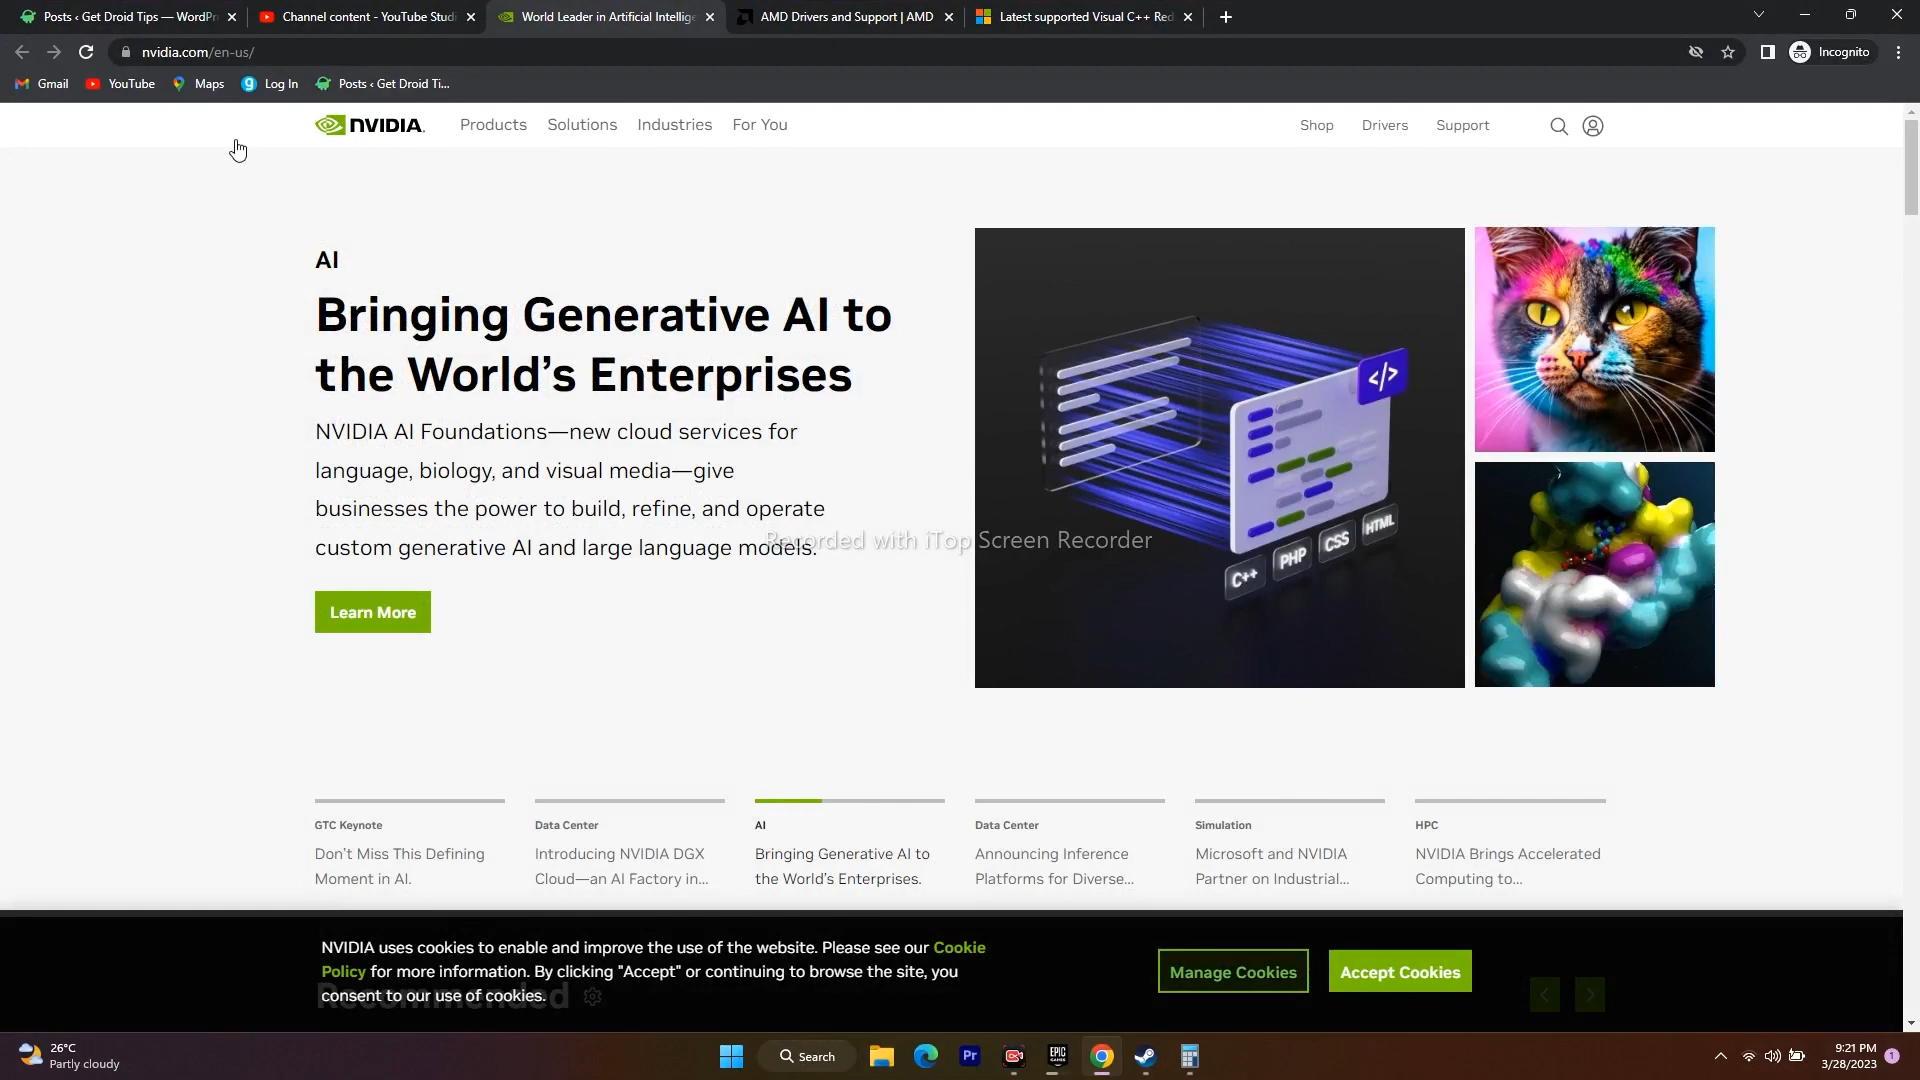 Posts ‹ Get Droid Tips — WordPr
Channel content - YouTube Studi
World Leader in Artificial Intellige
AMD Drivers and Support | AMD
Latest supported Visual C++ Red
nvidia.com/en-us/
Incognito
Gmail
YouTube
Maps
Log In
Posts ‹ Get Droid Ti...
NVIDIA.
Products
Solutions
Industries
For You
Shop
Drivers
Support
AI
Bringing Generative AI to
the World's Enterprises
NVIDIA AI Foundations—new cloud services for
language, biology, and visual media—give
businesses the power to build, refine, and operate
custom generative AI and large language models.
Recorded with iTop Screen Recorder
Learn More
</>
C++
PHP
CSS
HTML
GTC Keynote
Don't Miss This Defining
Moment in AI.
Data Center
Introducing NVIDIA DGX
Cloud—an AI Factory in...
AI
Bringing Generative AI to
the World's Enterprises.
Data Center
Announcing Inference
Platforms for Diverse...
Simulation
Microsoft and NVIDIA
Partner on Industrial...
HPC
NVIDIA Brings Accelerated
Computing to...
NVIDIA uses cookies to enable and improve the use of the website. Please see our Cookie
Policy for more information. By clicking "Accept" or continuing to browse the site, you
consent to our use of cookies.
Recommended
Manage Cookies
Accept Cookies
26°C
Partly cloudy
Search
Pr
EPIC
GAMES
9:21 PM
3/28/2023
1